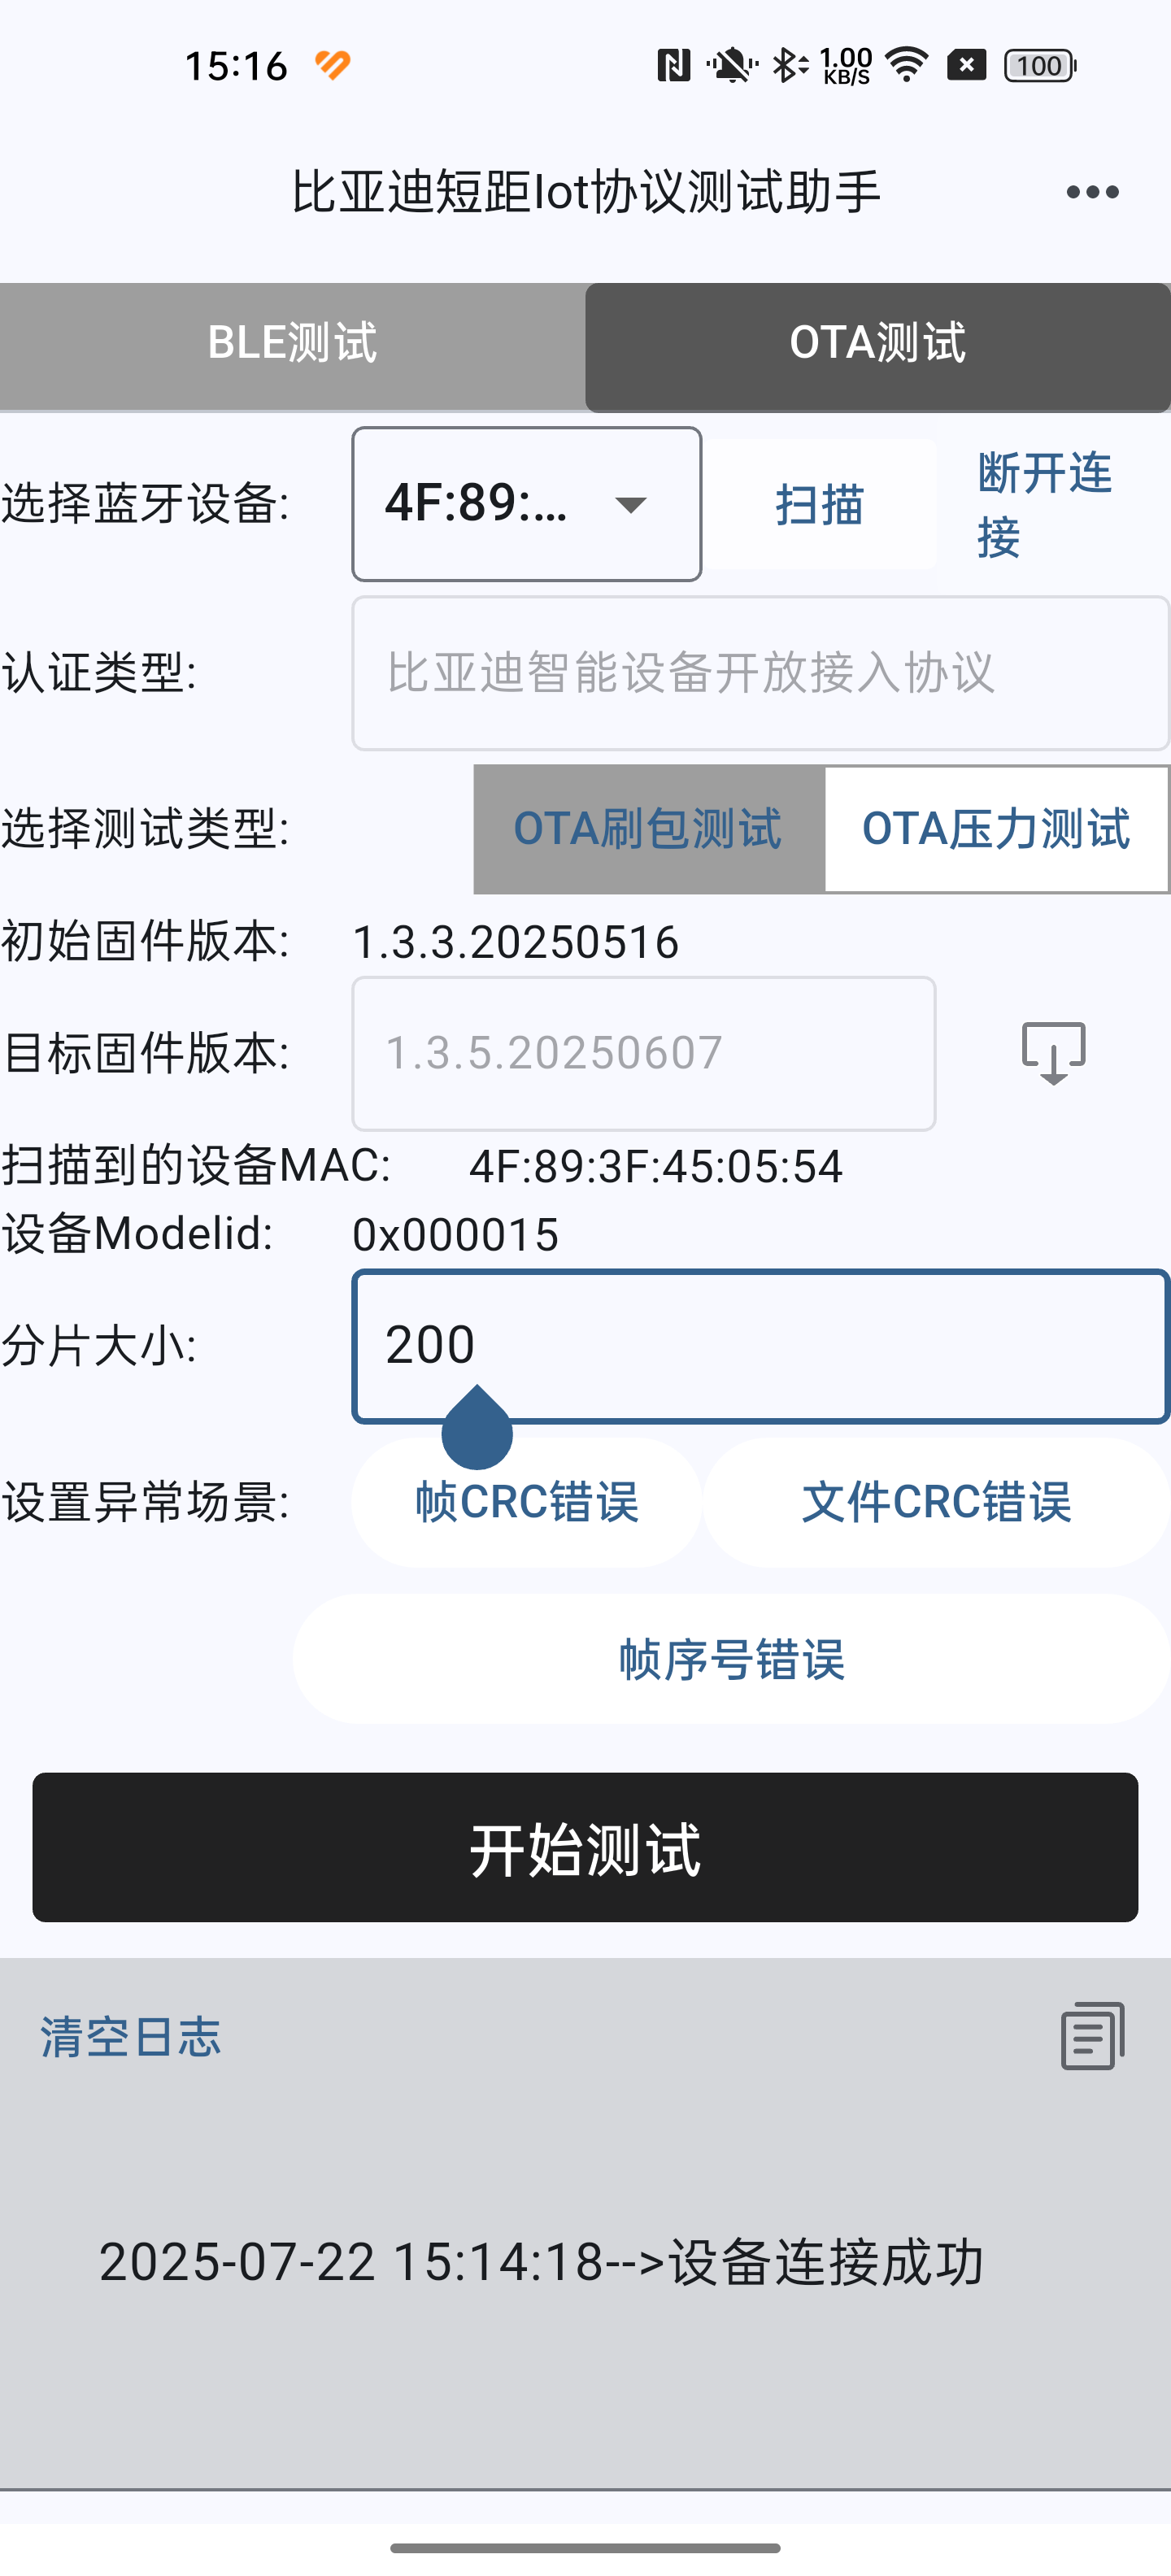 15:16
1.00
KB/S
100
比亚迪短距Iot协议测试助手
BLE测试
OTA测试
选择蓝牙设备:
4F:89:...
扫描
断开连
接
认证类型:
比亚迪智能设备开放接入协议
选择测试类型:
OTA刷包测试
OTA压力测试
初始固件版本:
1.3.3.20250516
目标固件版本:
1.3.5.20250607
扫描到的设备MAC:
4F:89:3F:45:05:54
设备Modelid:
0x000015
分片大小:
200
设置异常场景:
帧CRC错误
文件CRC错误
帧序号错误
开始测试
清空日志
2025-07-22 15:14:18-->设备连接成功